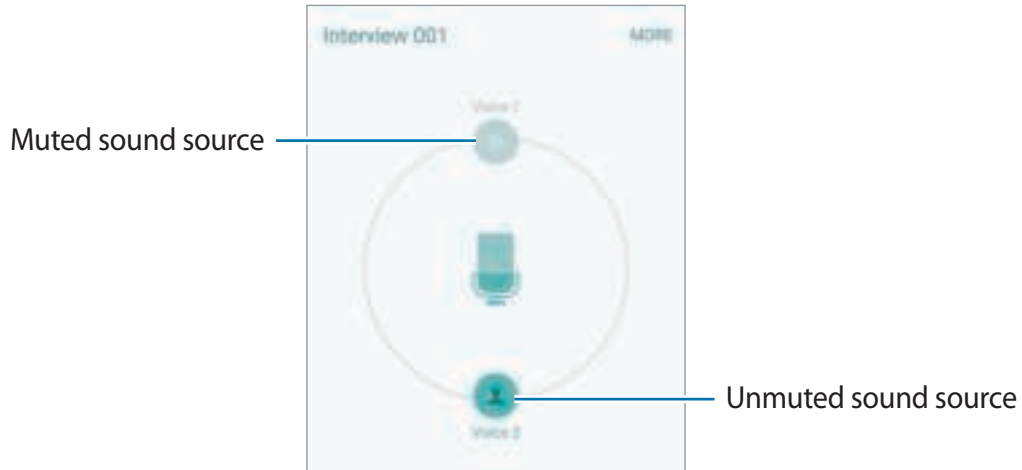 Interview 001 MORE
Voice 1
Muted sound source
Unmuted sound source
Voice 2